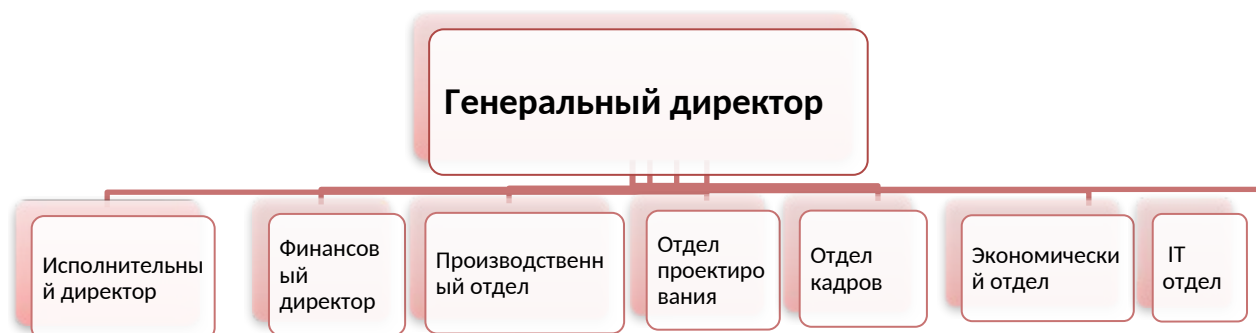 Генеральный директор
Исполнительны
й директор
Финансов
ый
директор
Производственн
ый отдел
Отдел
проектиро
вания
Отдел
кадров
Экономически
й отдел
IT
отдел